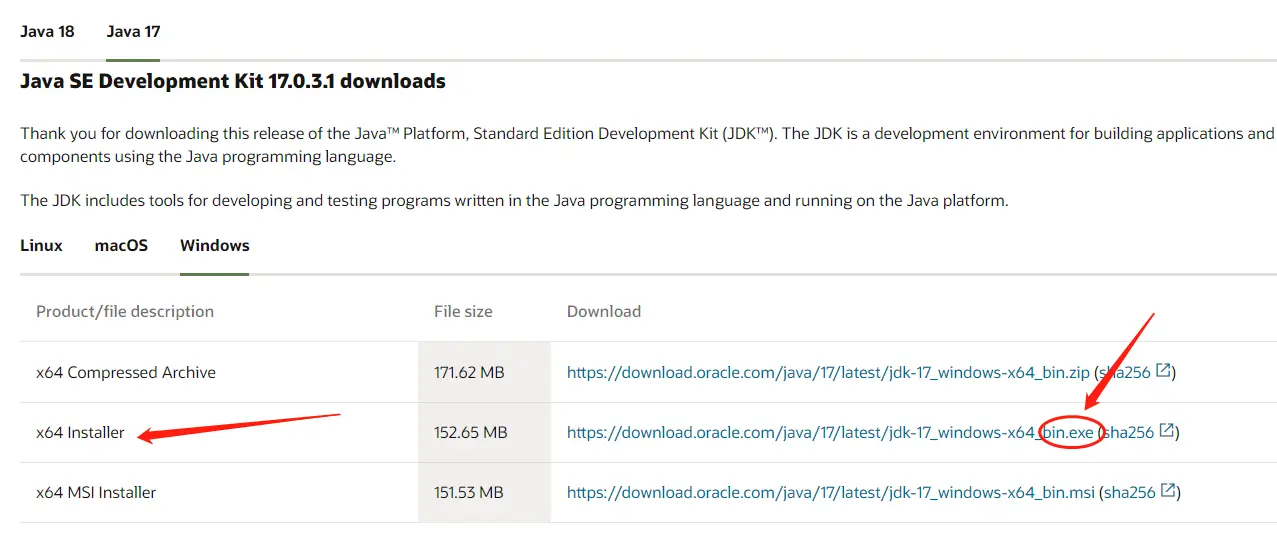 Java 18 Java 17
Java SE Development Kit 17.0.3.1 downloads
Thank you for downloading this release of the Java™ Platform, Standard Edition Development Kit (JDK™). The JDK is a development environment for building applications and
components using the Java programming language.
The JDK includes tools for developing and testing programs written in the Java programming language and running on the Java platform.
Linux macOS Windows
Product/file description File size Download
x64 Compressed Archive 171.62 MB https://download.oracle.com/java/17/latest/jdk-17_windows-x64_bin.zip (sha256)
x64 Installer 152.65 MB https://download.oracle.com/java/17/latest/jdk-17_windows-x64_bin.exe (sha256)
x64 MSI Installer 151.53 MB https://download.oracle.com/java/17/latest/jdk-17_windows-x64_bin.msi (sha256)